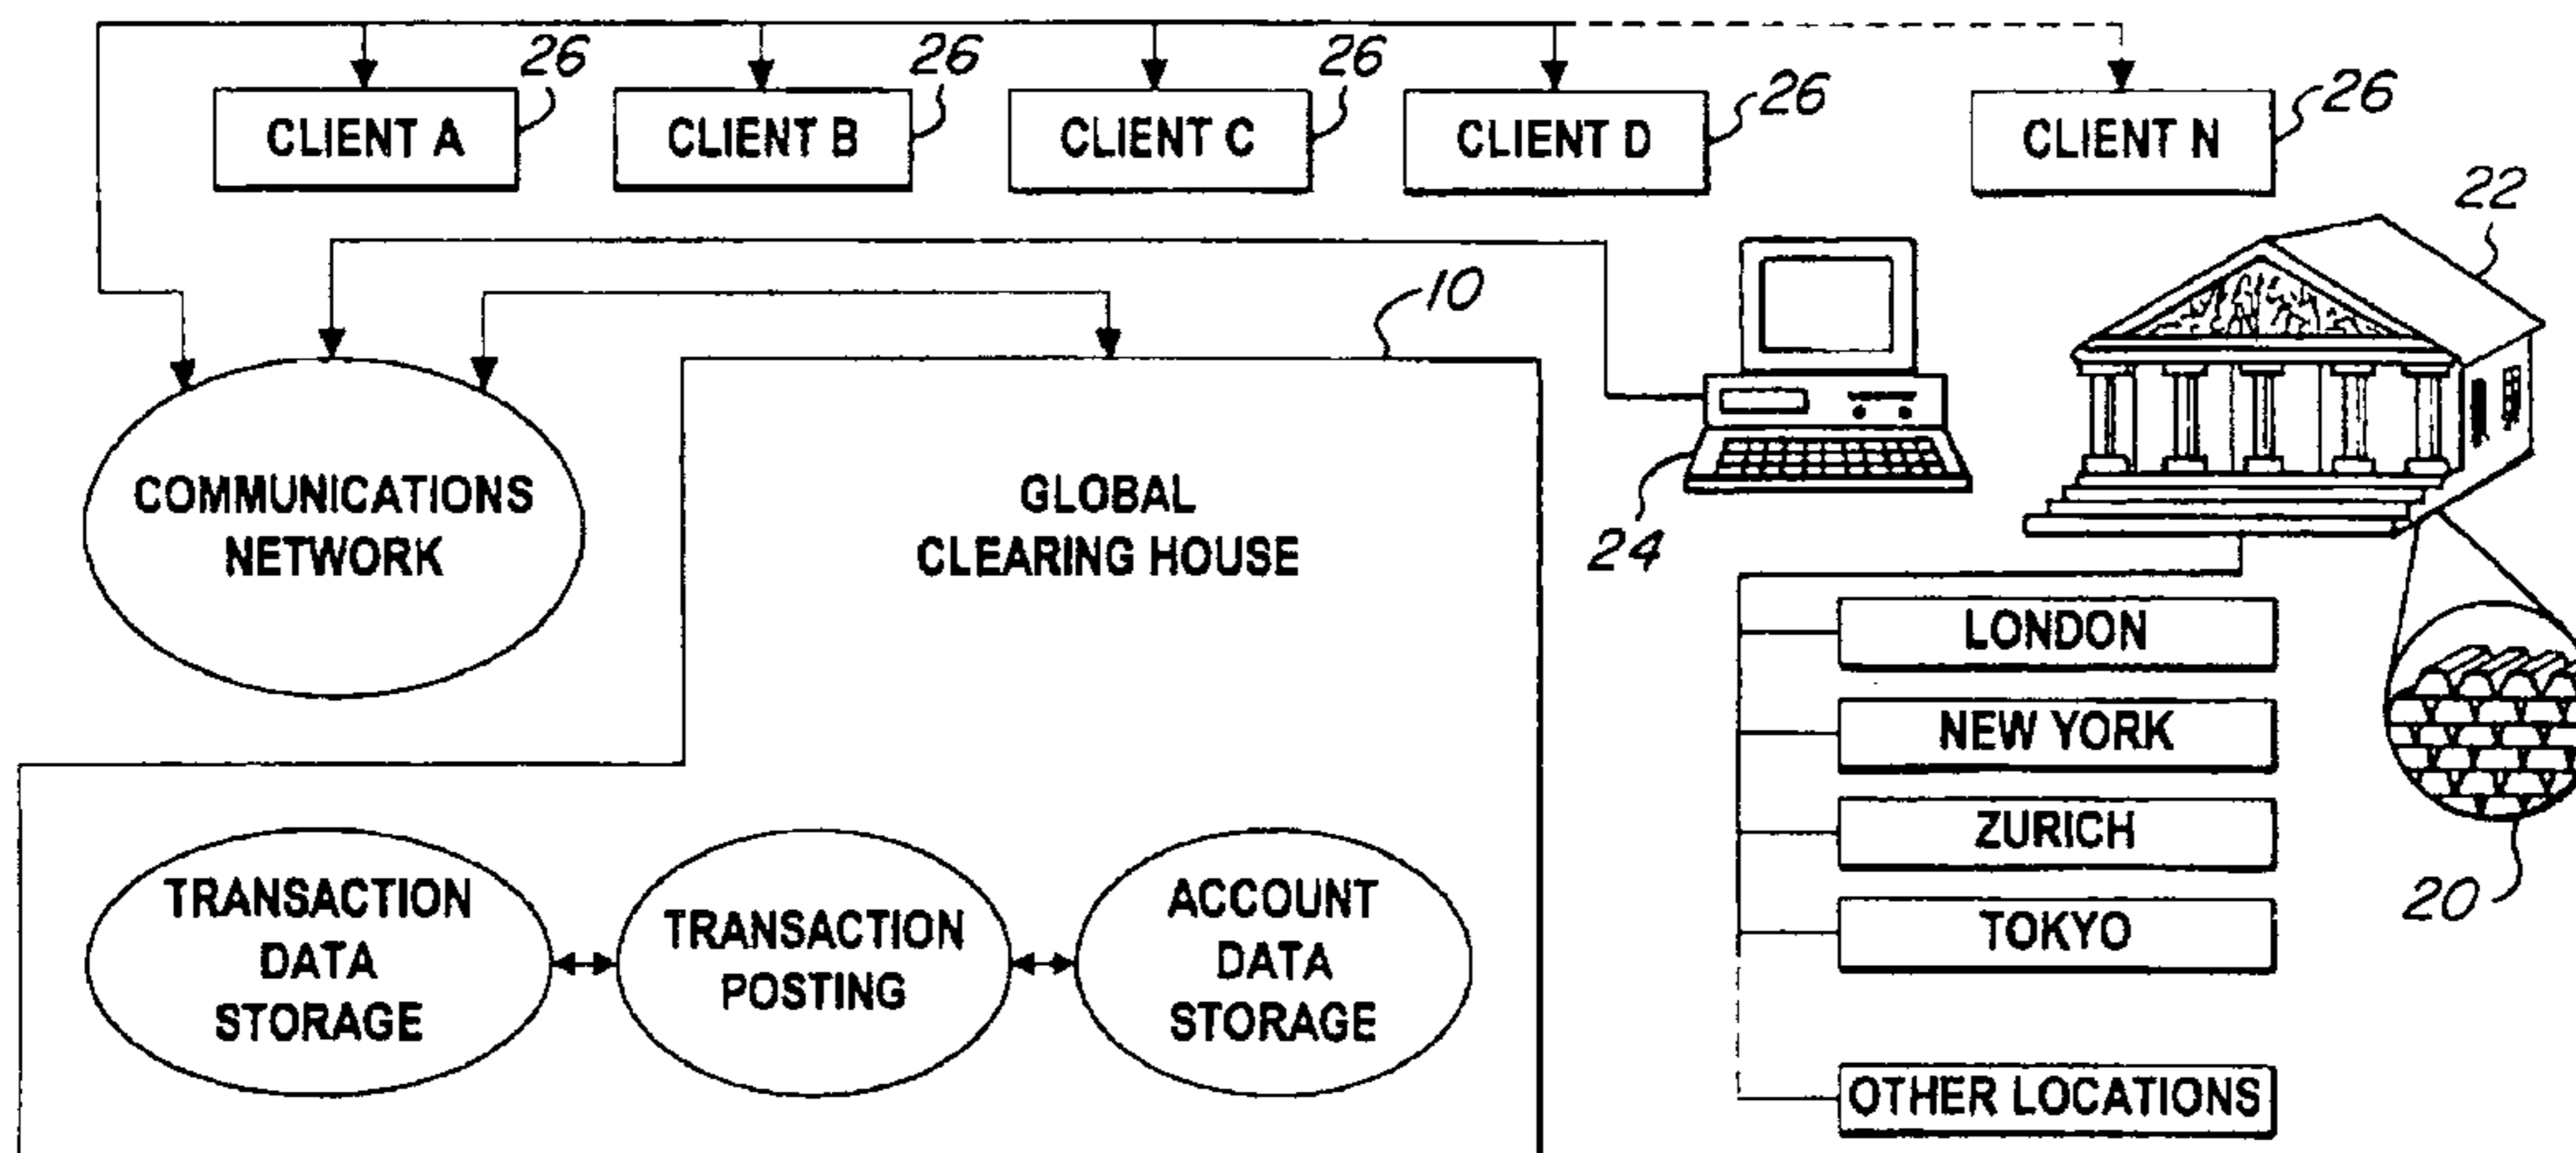 26
26
26
26
26
CLIENT A
CLIENT B
CLIENT C
CLIENT D
CLIENT N
22
10
COMMUNICATIONS
NETWORK
GLOBAL
CLEARING HOUSE
24
LONDON
NEW YORK
ZURICH
TOKYO
OTHER LOCATIONS
20
TRANSACTION
DATA
STORAGE
TRANSACTION
POSTING
ACCOUNT
DATA
STORAGE